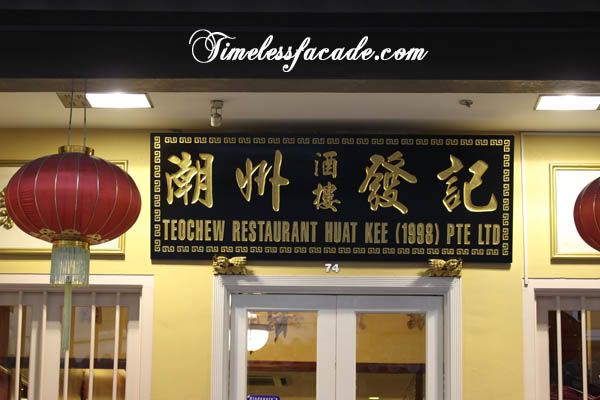 Timelessfacade.com
潮州酒樓發記
TEOCHEW RESTAURANT HUAT KEE (1998) PTE LTD
74